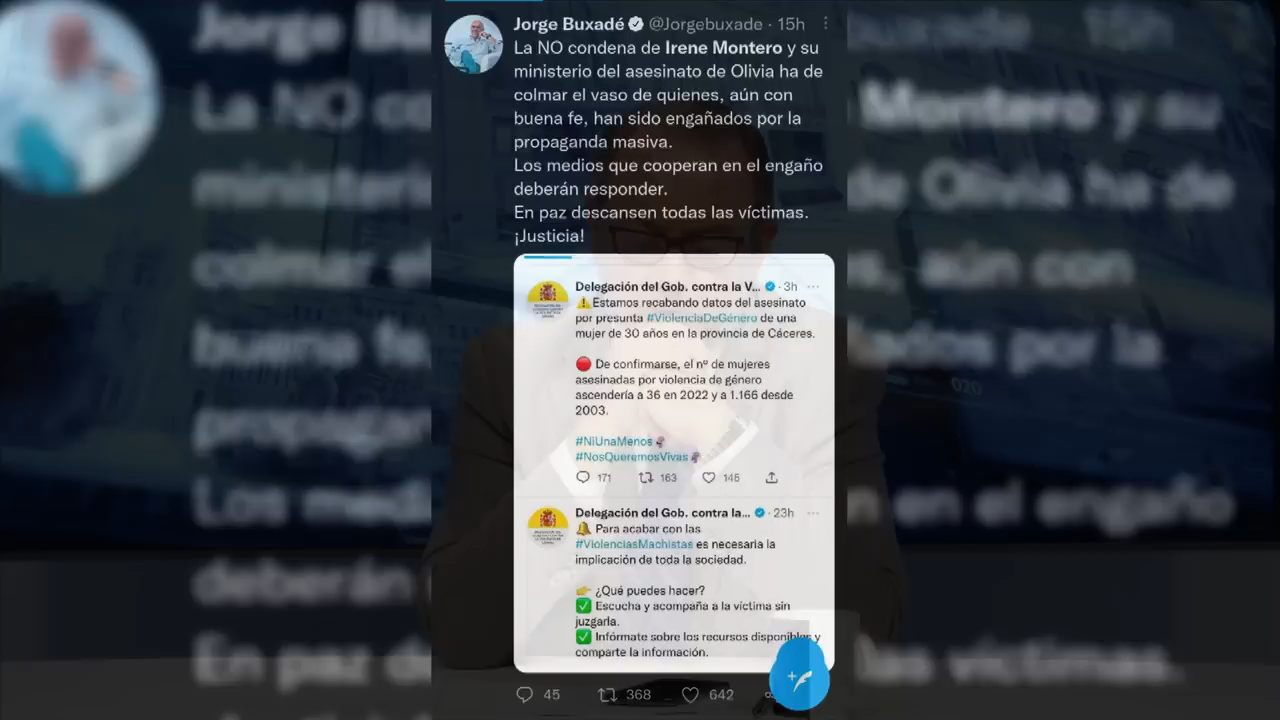 Jorge Buxadé @Jorgebuxade · 15h
La NO condena de Irene Montero y su
ministerio del asesinato de Olivia ha de
colmar el vaso de quienes, aún con
buena fe, han sido engañados por la
propaganda masiva.
Los medios que cooperan en el engaño
deberán responder.
En paz descansen todas las víctimas.
¡Justicia!
Delegación del Gob. contra la V... · 3h
⚠️Estamos recabando datos del asesinato
por presunta #ViolenciaDeGénero de una
mujer de 30 años en la provincia de Cáceres.
🔴 De confirmarse, el nº de mujeres
asesinadas por violencia de género
ascendería a 36 en 2022 y a 1.166 desde
2003.
#NiUnaMenos
#NosQueremosVivas
171 163 146
Delegación del Gob. contra la... · 23h
🔔 Para acabar con las
#ViolenciasMachistas es necesaria la
implicación de toda la sociedad.
👉 ¿Qué puedes hacer?
✅ Escucha y acompaña a la víctima sin
juzgarla.
✅ Infórmate sobre los recursos disponibles y
comparte la información.
45 368 642